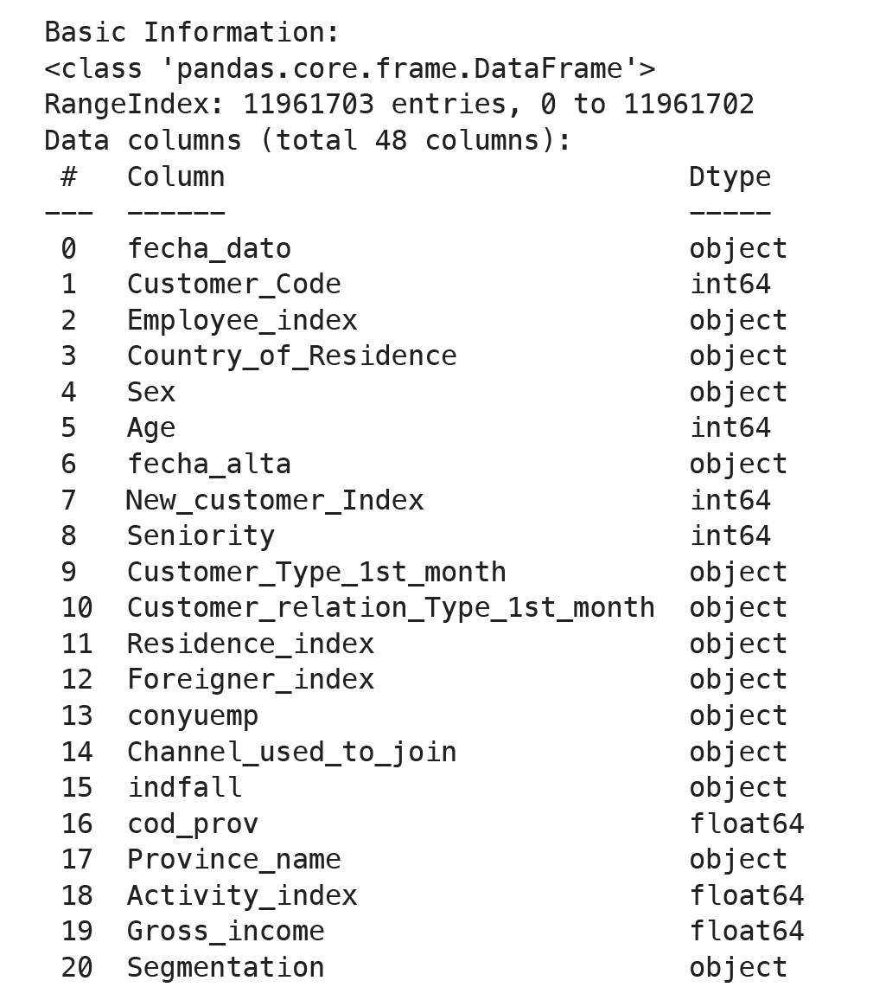 Basic Information:
<class 'pandas.core.frame.DataFrame'>
RangeIndex: 11961703 entries, 0 to 11961702
Data columns (total 48 columns):
 #   Column                            Dtype
---  ------                            -----
 0   fecha_dato                        object
 1   Customer_Code                     int64
 2   Employee_index                    object
 3   Country_of_Residence              object
 4   Sex                               object
 5   Age                               int64
 6   fecha_alta                        object
 7   New_customer_Index                int64
 8   Seniority                         int64
 9   Customer_Type_1st_month           object
 10  Customer_relation_Type_1st_month  object
 11  Residence_index                   object
 12  Foreigner_index                   object
 13  conyuemp                          object
 14  Channel_used_to_join              object
 15  indfall                           object
 16  cod_prov                          float64
 17  Province_name                     object
 18  Activity_index                    float64
 19  Gross_income                      float64
 20  Segmentation                      object